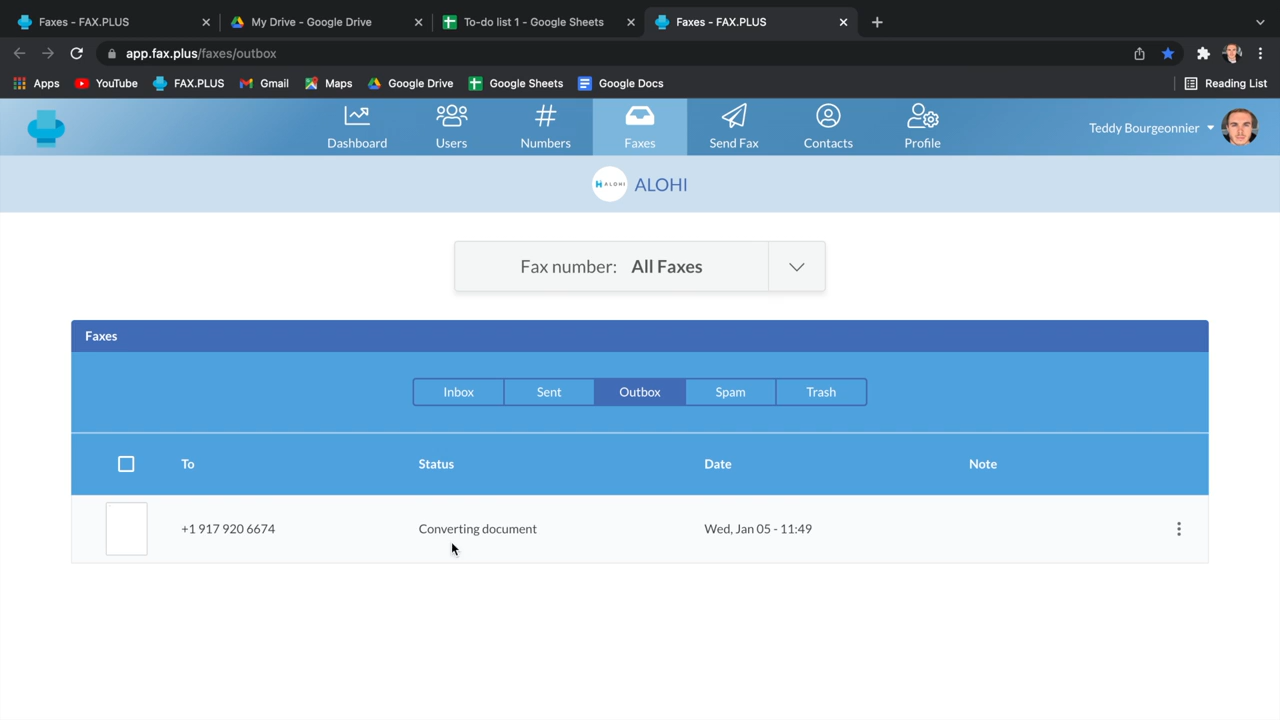 Faxes - FAX.PLUS
My Drive - Google Drive
To-do list 1 - Google Sheets
Faxes - FAX.PLUS
app.fax.plus/faxes/outbox
Apps
YouTube
FAX.PLUS
Gmail
Maps
Google Drive
Google Sheets
Google Docs
Reading List
Dashboard
Users
Numbers
Faxes
Send Fax
Contacts
Profile
Teddy Bourgeonnier
ALOHI
ALOHI
Fax number: All Faxes
Faxes
Inbox
Sent
Outbox
Spam
Trash
To
Status
Date
Note
+1 917 920 6674
Converting document
Wed, Jan 05 - 11:49